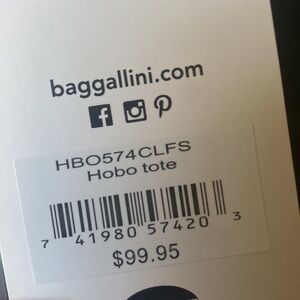 baggallini.com
HBO574CLFS
Hobo tote
7 41980 57420 3
$99.95